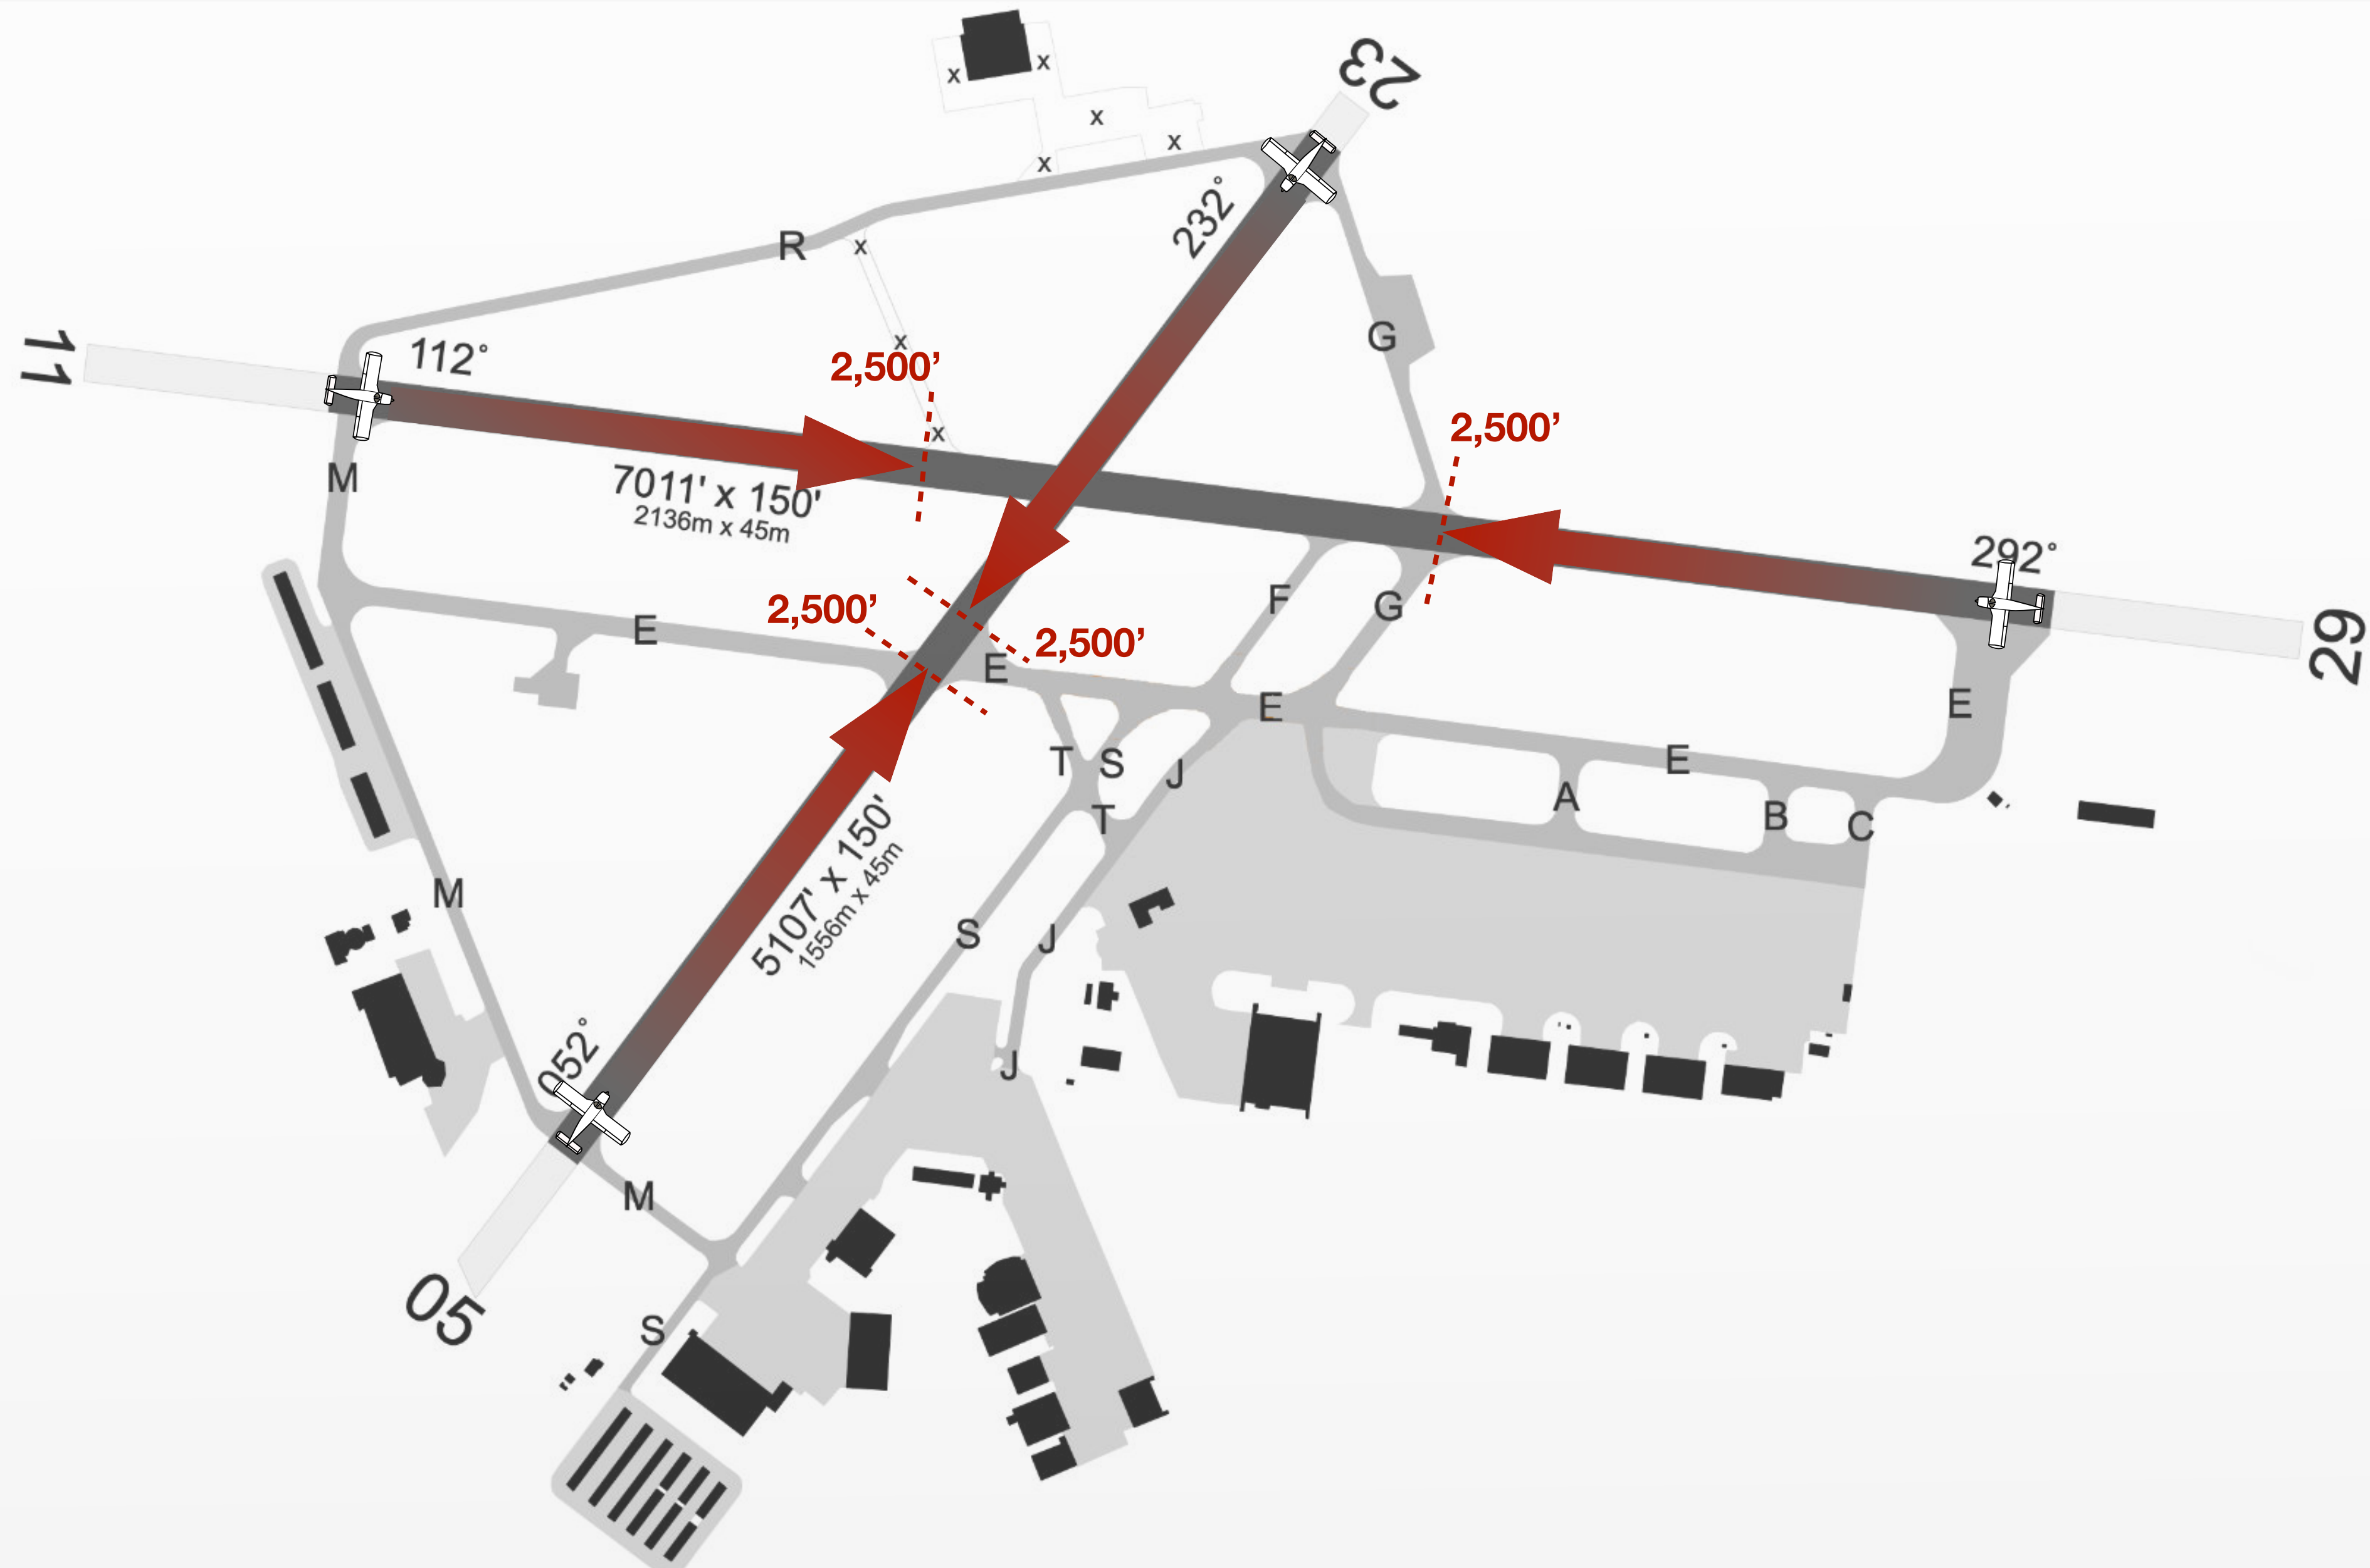 23
x
x
x
x
x
232°
R
x
G
11
112°
x
2,500'
2,500'
x
M
7011' x 150'
2136m x 45m
292°
29
F
G
2,500'
E
2,500'
E
E
E
T
S
J
E
A
B
C
T
5107' x 150'
1556m x 45m
M
S
J
052°
J
M
05
S